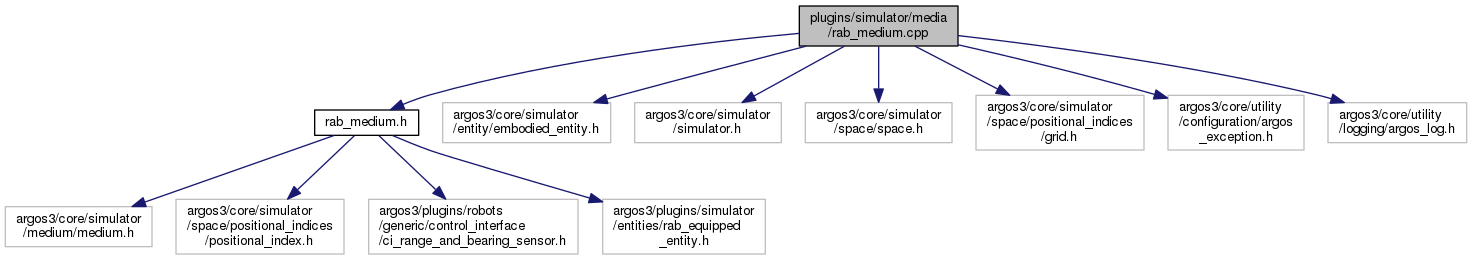 plugins/simulator/media
/rab_medium.cpp
rab_medium.h
argos3/core/simulator
/entity/embodied_entity.h
argos3/core/simulator
/simulator.h
argos3/core/simulator
/space/space.h
argos3/core/simulator
/space/positional_indices
/grid.h
argos3/core/utility
/configuration/argos
_exception.h
argos3/core/utility
/logging/argos_log.h
argos3/core/simulator
/medium/medium.h
argos3/core/simulator
/space/positional_indices
/positional_index.h
argos3/plugins/robots
/generic/control_interface
/ci_range_and_bearing_sensor.h
argos3/plugins/simulator
/entities/rab_equipped
_entity.h